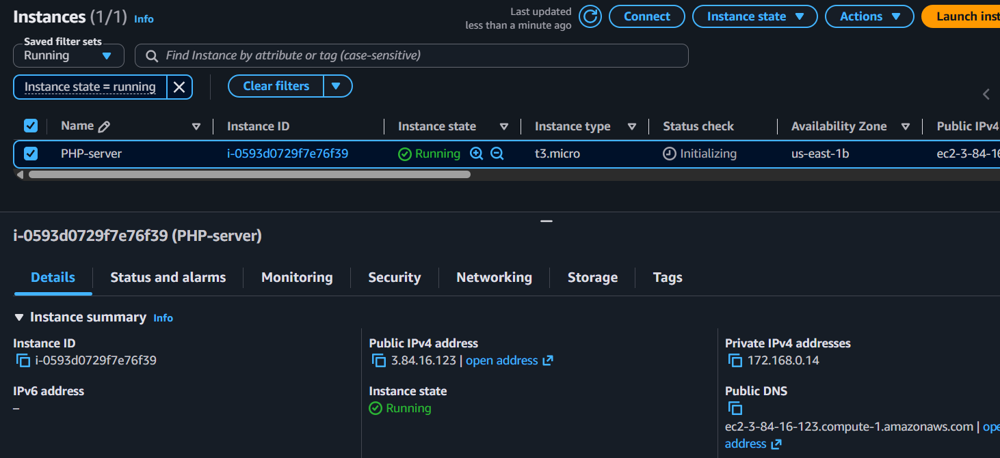 Instances (1/1) Info
Last updated
less than a minute ago
Connect
Instance state
Actions
Launch
Saved filter sets
Running
Find Instance by attribute or tag (case-sensitive)
Instance state = running
Clear filters
Name Instance ID Instance state Instance type Status check Availability Zone Public IPv4
PHP-server i-0593d0729f7e76f39 Running t3.micro Initializing us-east-1b ec2-3-84-16
i-0593d0729f7e76f39 (PHP-server)
Details Status and alarms Monitoring Security Networking Storage Tags
Instance summary Info
Instance ID
i-0593d0729f7e76f39
IPv6 address
–
Public IPv4 address
3.84.16.123 | open address
Instance state
Running
Private IPv4 addresses
172.168.0.14
Public DNS
ec2-3-84-16-123.compute-1.amazonaws.com |
address